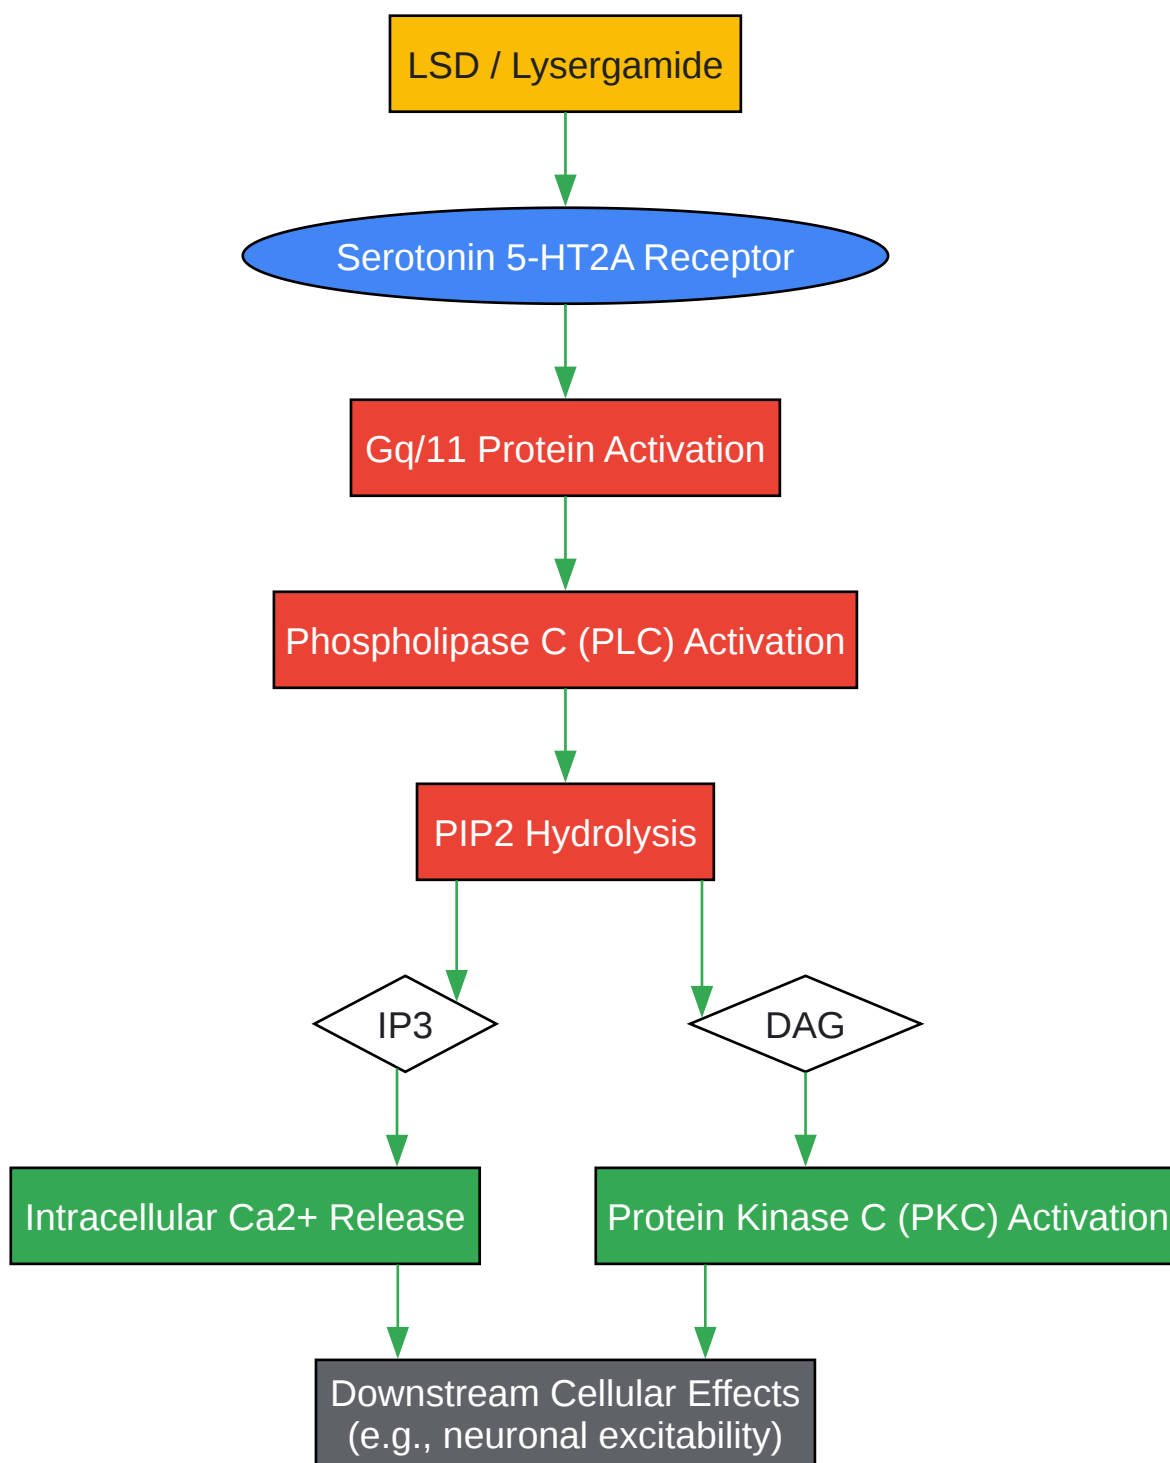 LSD / Lysergamide
Serotonin 5-HT2A Receptor
Gq/11 Protein Activation
Phospholipase C (PLC) Activation
PIP2 Hydrolysis
IP3
DAG
Intracellular Ca2+ Release
Protein Kinase C (PKC) Activation
Downstream Cellular Effects
(e.g., neuronal excitability)